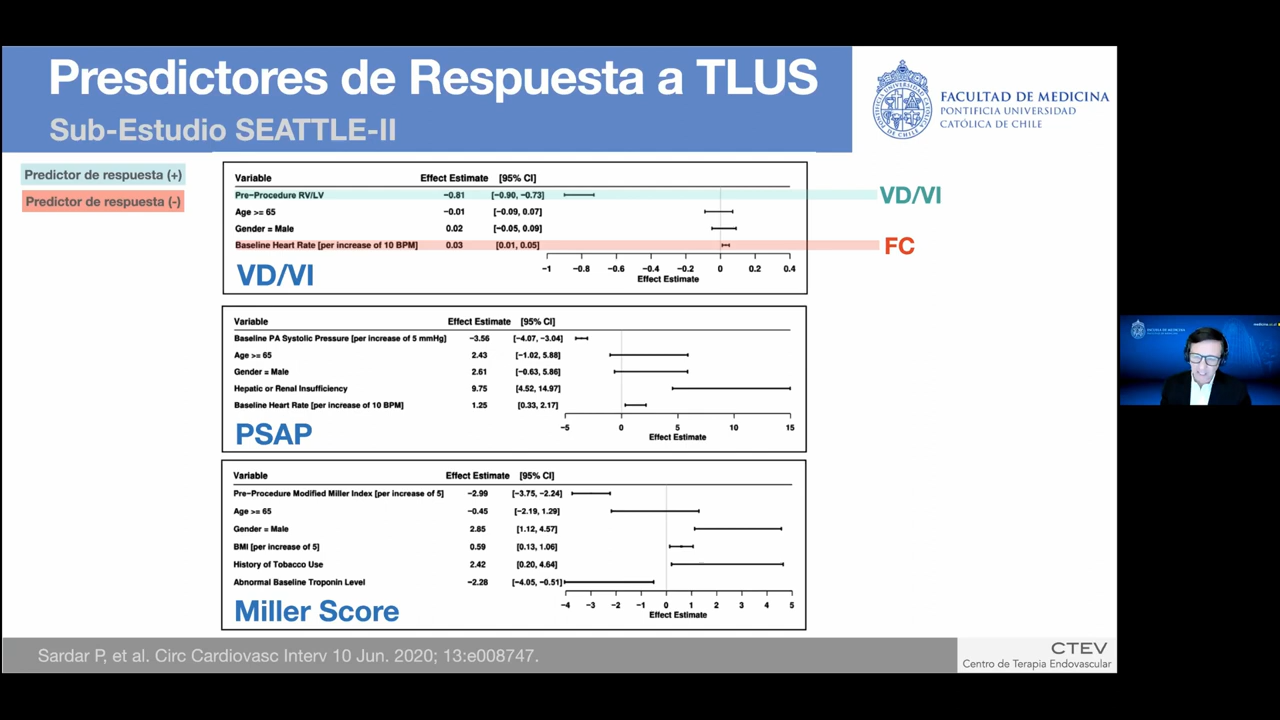 Presdictores de Respuesta a TLUS
Sub-Estudio SEATTLE-II
FACULTAD DE MEDICINA
PONTIFICIA UNIVERSIDAD
CATÓLICA DE CHILE
Predictor de respuesta (+)
Predictor de respuesta (-)
Variable Effect Estimate [95% CI]
Pre−Procedure RV/LV −0.81 [−0.90, −0.73]
Age >= 65 −0.01 [−0.09, 0.07]
Gender = Male 0.02 [−0.05, 0.09]
Baseline Heart Rate [per increase of 10 BPM] 0.03 [0.01, 0.05]
−1 −0.8 −0.6 −0.4 −0.2 0 0.2 0.4
Effect Estimate
VD/VI
VD/VI
FC
Variable Effect Estimate [95% CI]
Baseline PA Systolic Pressure [per increase of 5 mmHg] −3.56 [−4.07, −3.04]
Age >= 65 2.43 [−1.02, 5.88]
Gender = Male 2.61 [−0.63, 5.86]
Hepatic or Renal Insufficiency 9.75 [4.52, 14.97]
Baseline Heart Rate [per increase of 10 BPM] 1.25 [0.33, 2.17]
−5 0 5 10 15
Effect Estimate
PSAP
Variable Effect Estimate [95% CI]
Pre−Procedure Modified Miller Index [per increase of 5] −2.99 [−3.75, −2.24]
Age >= 65 −0.45 [−2.19, 1.29]
Gender = Male 2.85 [1.12, 4.57]
BMI [per increase of 5] 0.59 [0.13, 1.06]
History of Tobacco Use 2.42 [0.20, 4.64]
Abnormal Baseline Troponin Level −2.28 [−4.05, −0.51]
−4 −3 −2 −1 0 1 2 3 4 5
Effect Estimate
Miller Score
Sardar P, et al. Circ Cardiovasc Interv 10 Jun. 2020; 13:e008747.
CTEV
Centro de Terapia Endovascular